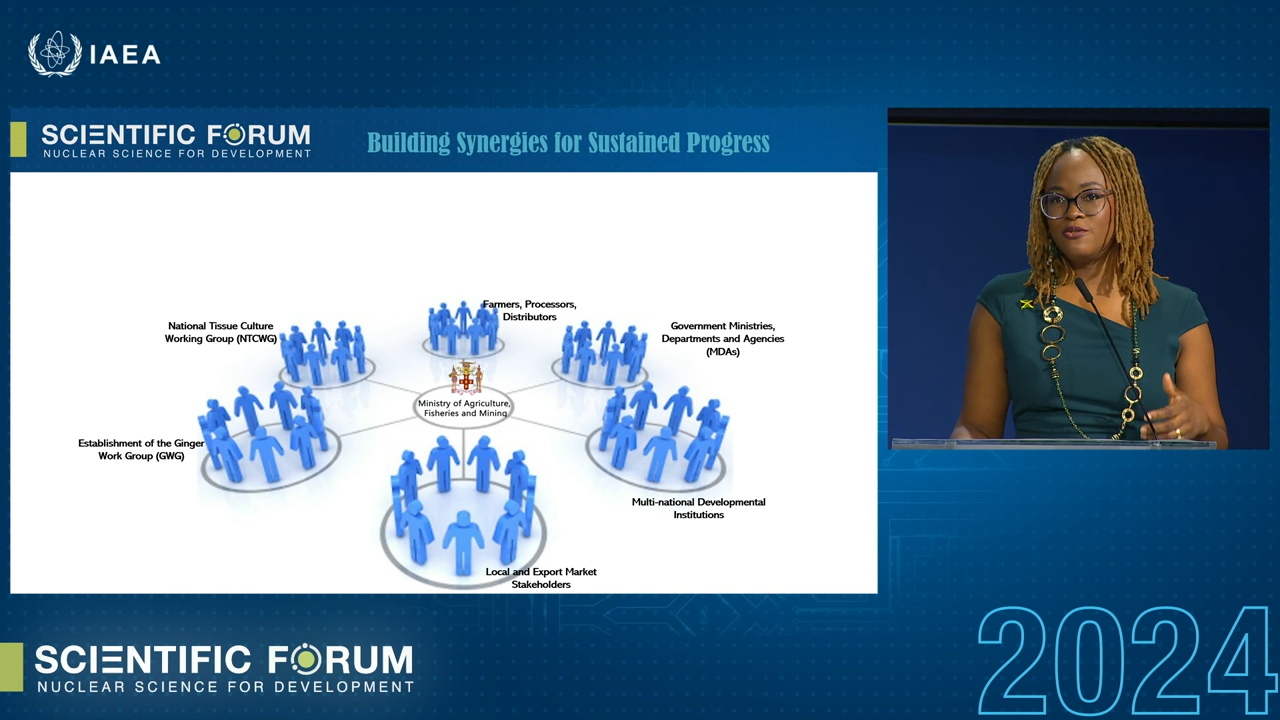 IAEA
SCIENTIFIC FORUM
NUCLEAR SCIENCE FOR DEVELOPMENT
Building Synergies for Sustained Progress
Farmers, Processors,
Distributors
National Tissue Culture
Working Group (NTCWG)
Government Ministries,
Departments and Agencies
(MDAs)
Ministry of Agriculture,
Fisheries and Mining
Establishment of the Ginger
Work Group (GWG)
Multi-national Developmental
Institutions
Local and Export Market
Stakeholders
SCIENTIFIC FORUM
NUCLEAR SCIENCE FOR DEVELOPMENT
2024